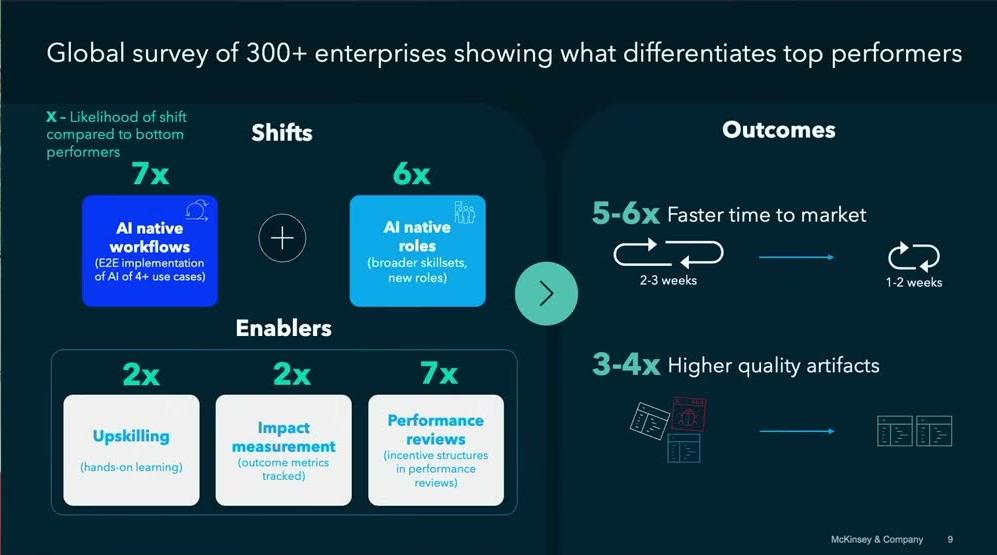 Global survey of 300+ enterprises showing what differentiates top performers
X – Likelihood of shift
compared to bottom
performers
Shifts
7x
AI native
workflows
(E2E implementation
of AI of 4+ use cases)
6x
AI native
roles
(broader skillsets,
new roles)
Enablers
2x
Upskilling
(hands-on learning)
2x
Impact
measurement
(outcome metrics
tracked)
7x
Performance
reviews
(incentive structures
in performance
reviews)
Outcomes
5-6x Faster time to market
2-3 weeks
1-2 weeks
3-4x Higher quality artifacts
McKinsey & Company 9